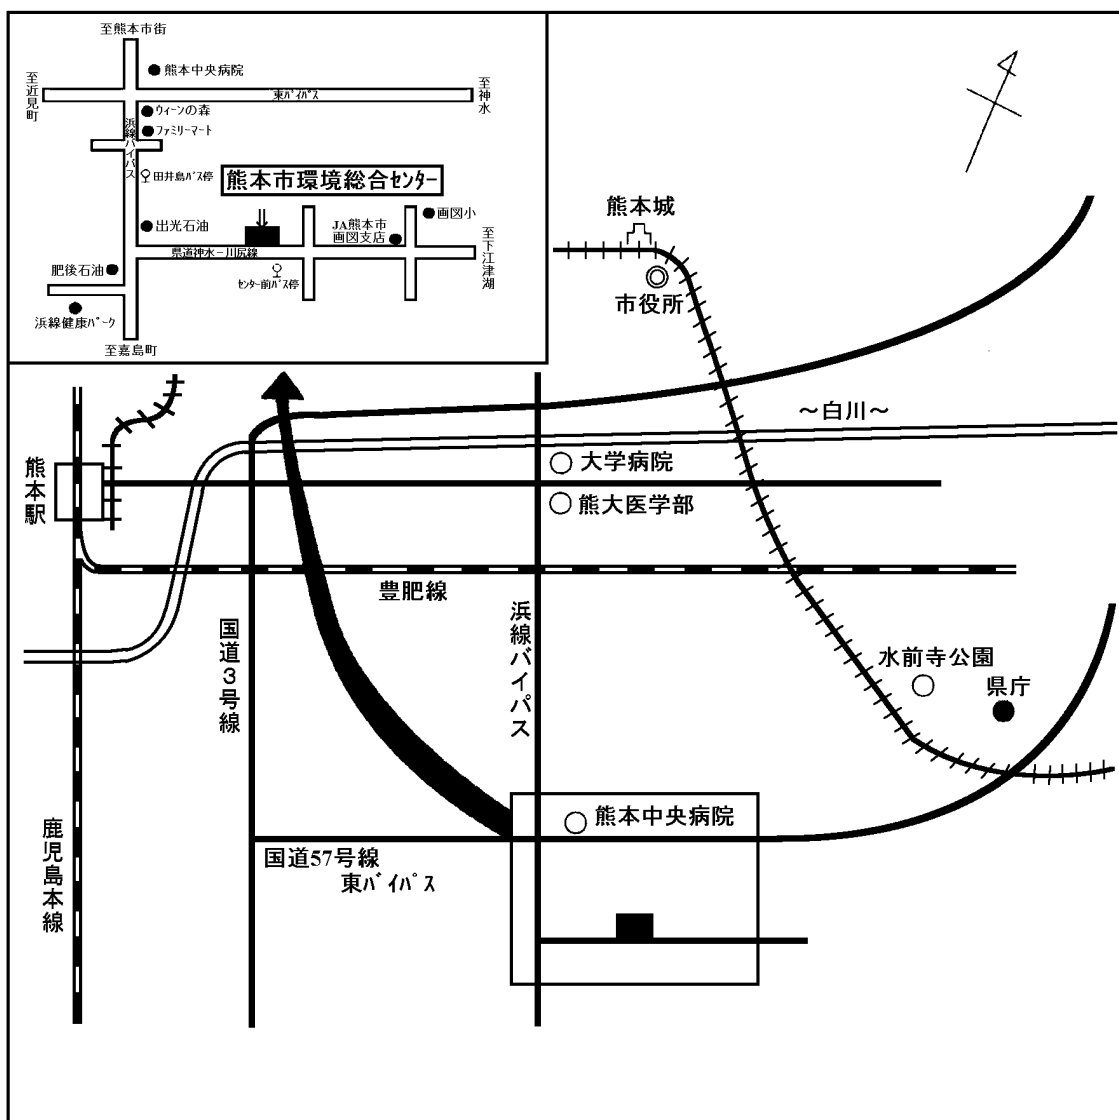 至熊本市街
熊本中央病院
至近見町
東バイパス
至神水
ウィーンの森
ファミリーマート
浜線バイパス
田井島バス停
熊本市環境総合センター
出光石油
JA熊本市
画図支店
画図小
県道神水－川尻線
至下江津湖
肥後石油
センター前バス停
浜線健康パーク
至嘉島町
熊本城
市役所
～白川～
熊本駅
大学病院
熊大医学部
豊肥線
国道３号線
浜線バイパス
水前寺公園
県庁
鹿児島本線
熊本中央病院
国道57号線
東バイパス